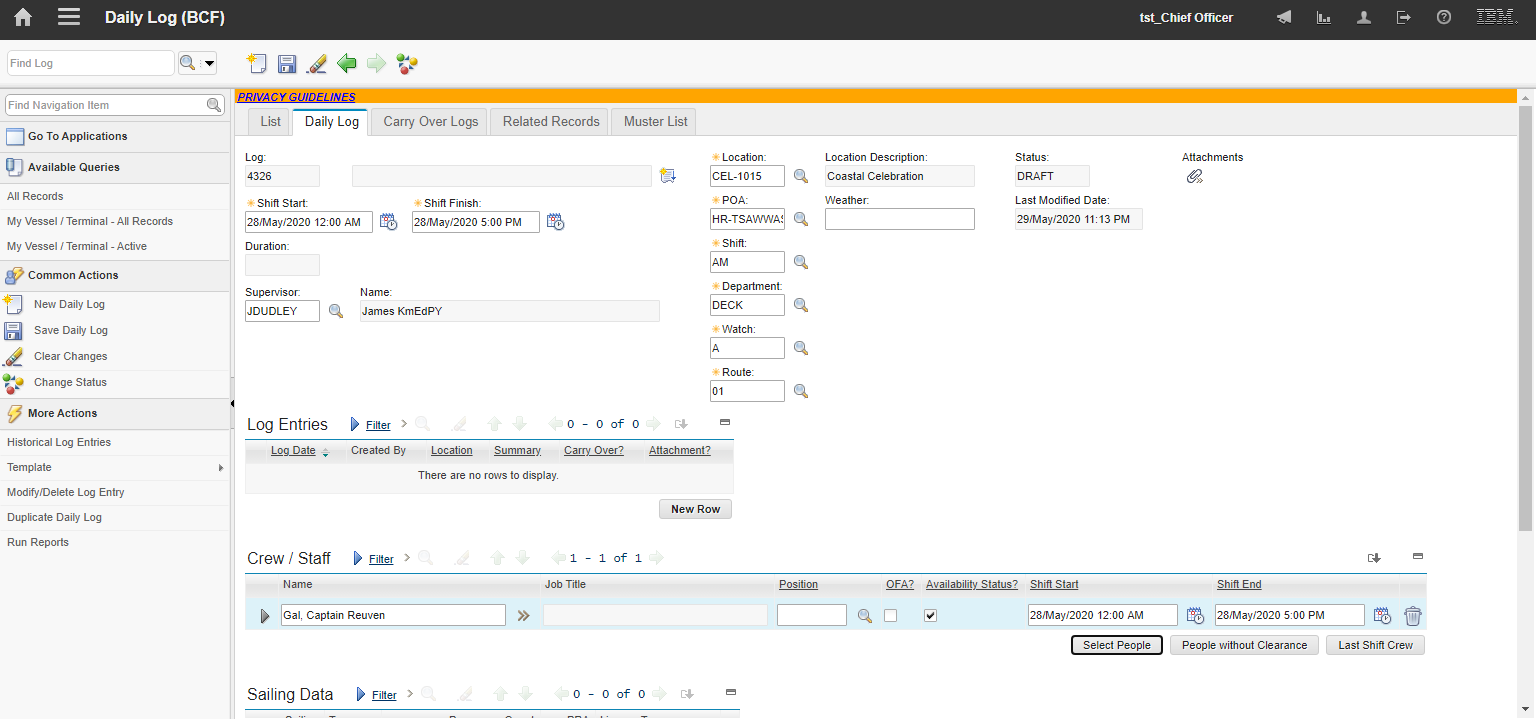 Daily Log (BCF)
tst_Chief Officer
IBM.
Find Log
Find Navigation Item
Go To Applications
Available Queries
All Records
My Vessel / Terminal - All Records
My Vessel / Terminal - Active
Common Actions
New Daily Log
Save Daily Log
Clear Changes
Change Status
More Actions
Historical Log Entries
Template
Modify/Delete Log Entry
Duplicate Daily Log
Run Reports
PRIVACY GUIDELINES
List Daily Log Carry Over Logs Related Records Muster List
Log:
4326
Shift Start: Shift Finish:
28/May/2020 12:00 AM 28/May/2020 5:00 PM
Duration:
Supervisor: Name:
JDUDLEY James KmEdPY
Location:
CEL-1015
POA:
HR-TSAWWAS
Shift:
AM
Department:
DECK
Watch:
A
Route:
01
Location Description:
Coastal Celebration
Weather:
Status:
DRAFT
Last Modified Date:
29/May/2020 11:13 PM
Attachments
Log Entries Filter 0 - 0 of 0
Log Date Created By Location Summary Carry Over? Attachment?
There are no rows to display.
New Row
Crew / Staff Filter 1 - 1 of 1
Name Job Title Position OFA? Availability Status? Shift Start Shift End
Gal, Captain Reuven 28/May/2020 12:00 AM 28/May/2020 5:00 PM
Select People People without Clearance Last Shift Crew
Sailing Data Filter 0 - 0 of 0